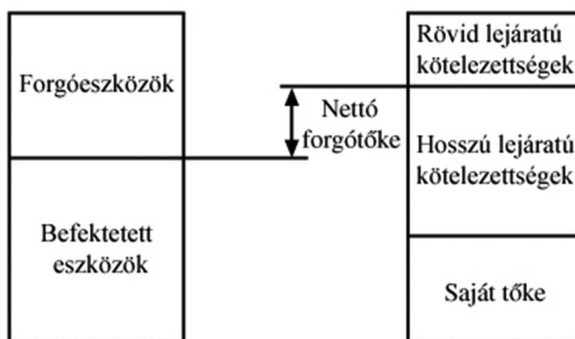 Forgóeszközök
Befektetett
eszközök
Nettó
forgótőke
Rövid lejáratú
kötelezettségek
Hosszú lejáratú
kötelezettségek
Saját tőke